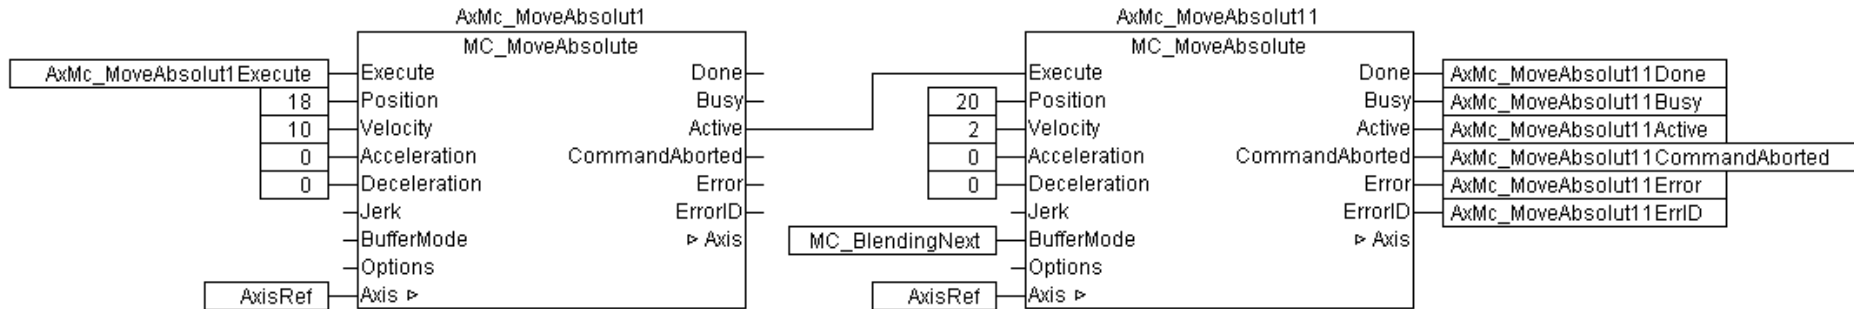 AxMc_MoveAbsolut1
MC_MoveAbsolute
AxMc_MoveAbsolut1Execute Execute Done
18 Position Busy
10 Velocity Active
0 Acceleration CommandAborted
0 Deceleration Error
Jerk ErrorID
BufferMode Axis
Options
AxisRef Axis
AxMc_MoveAbsolut11
MC_MoveAbsolute
Execute Done AxMc_MoveAbsolut11Done
20 Position Busy AxMc_MoveAbsolut11Busy
2 Velocity Active AxMc_MoveAbsolut11Active
0 Acceleration CommandAborted AxMc_MoveAbsolut11CommandAborted
0 Deceleration Error AxMc_MoveAbsolut11Error
Jerk ErrorID AxMc_MoveAbsolut11ErrID
MC_BlendingNext BufferMode Axis
Options
AxisRef Axis